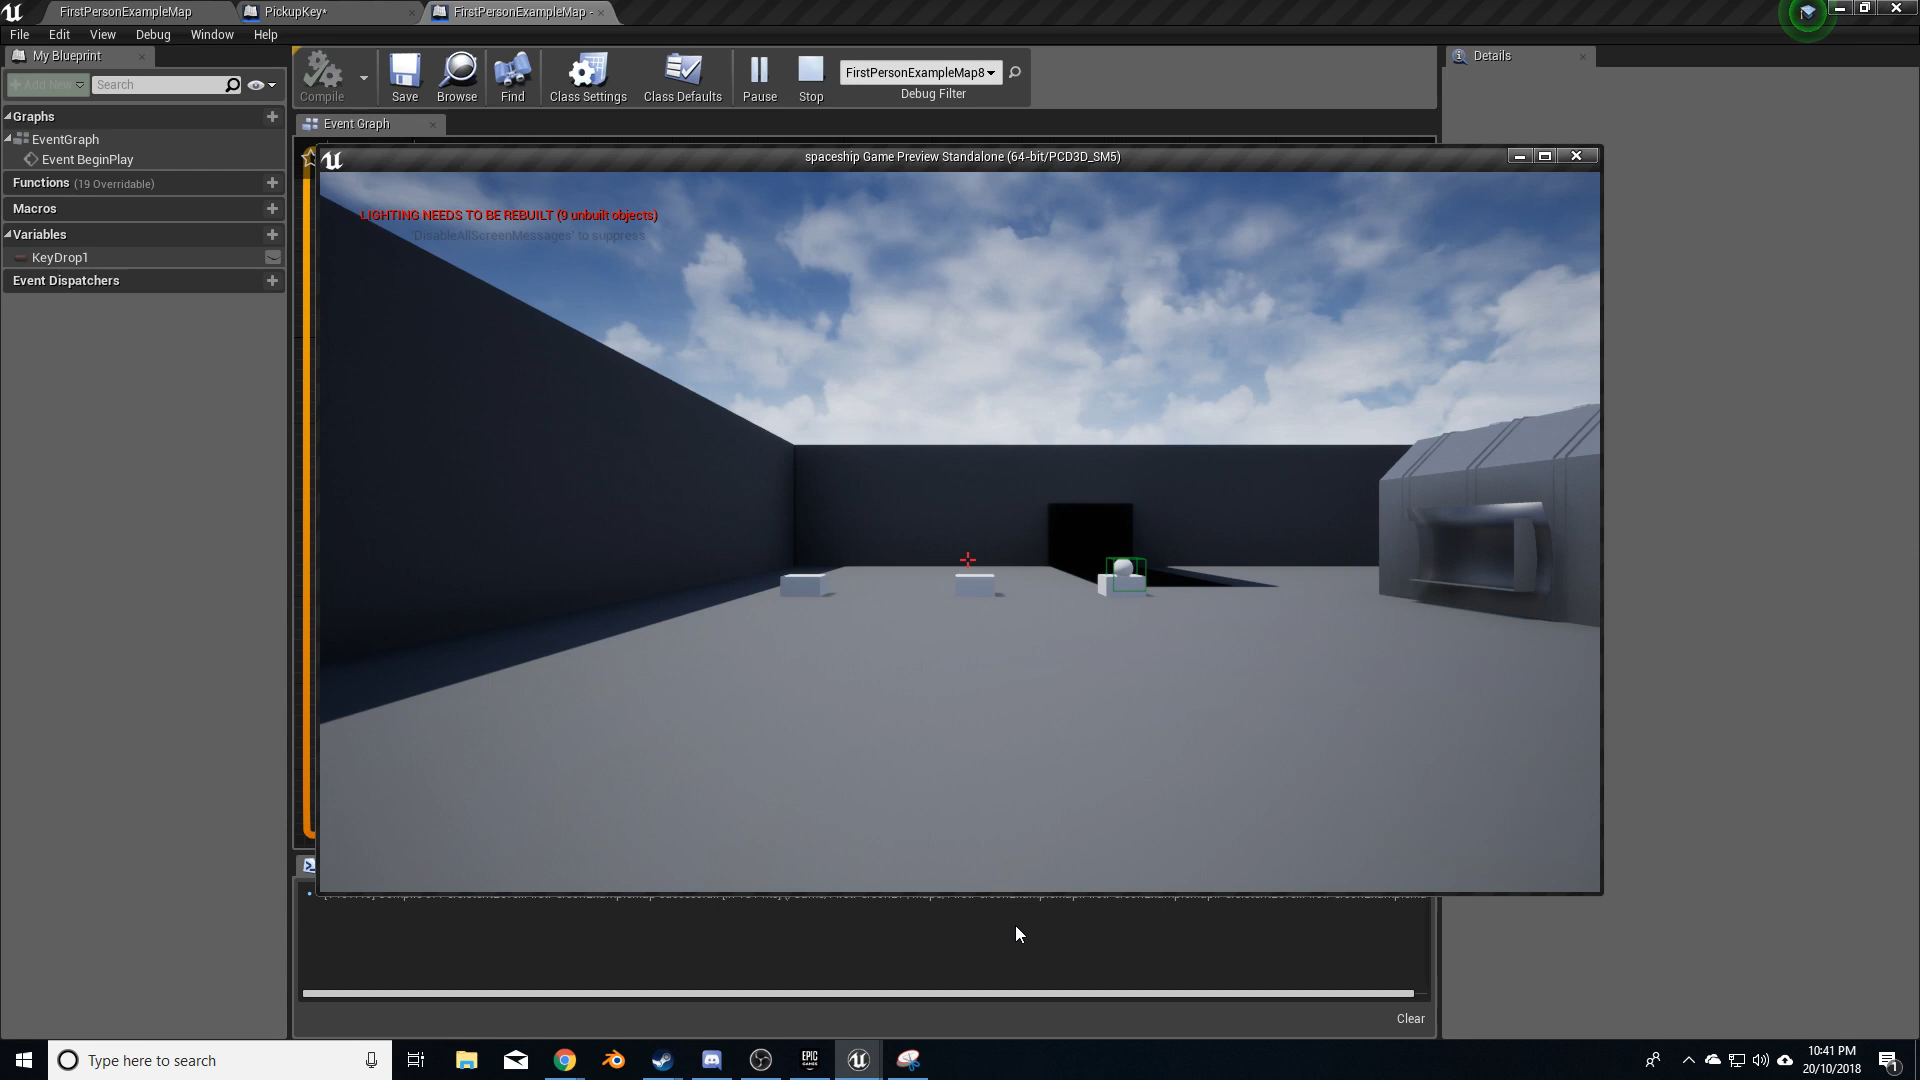 FirstPersonExampleMap
PickupKey*
FirstPersonExampleMap -
File Edit View Debug Window Help
My Blueprint
Details
Add New
Search
Compile
Save
Browse
Find
Class Settings
Class Defaults
Pause
Stop
FirstPersonExampleMap8
Debug Filter
Graphs
EventGraph
Event BeginPlay
Functions (19 Overridable)
Macros
Variables
KeyDrop1
Event Dispatchers
Event Graph
spaceship Game Preview Standalone (64-bit/PCD3D_SM5)
LIGHTING NEEDS TO BE REBUILT (9 unbuilt objects)
'DisableAllScreenMessages' to suppress
Clear
Type here to search
EPIC
GAMES
10:41 PM
20/10/2018
1